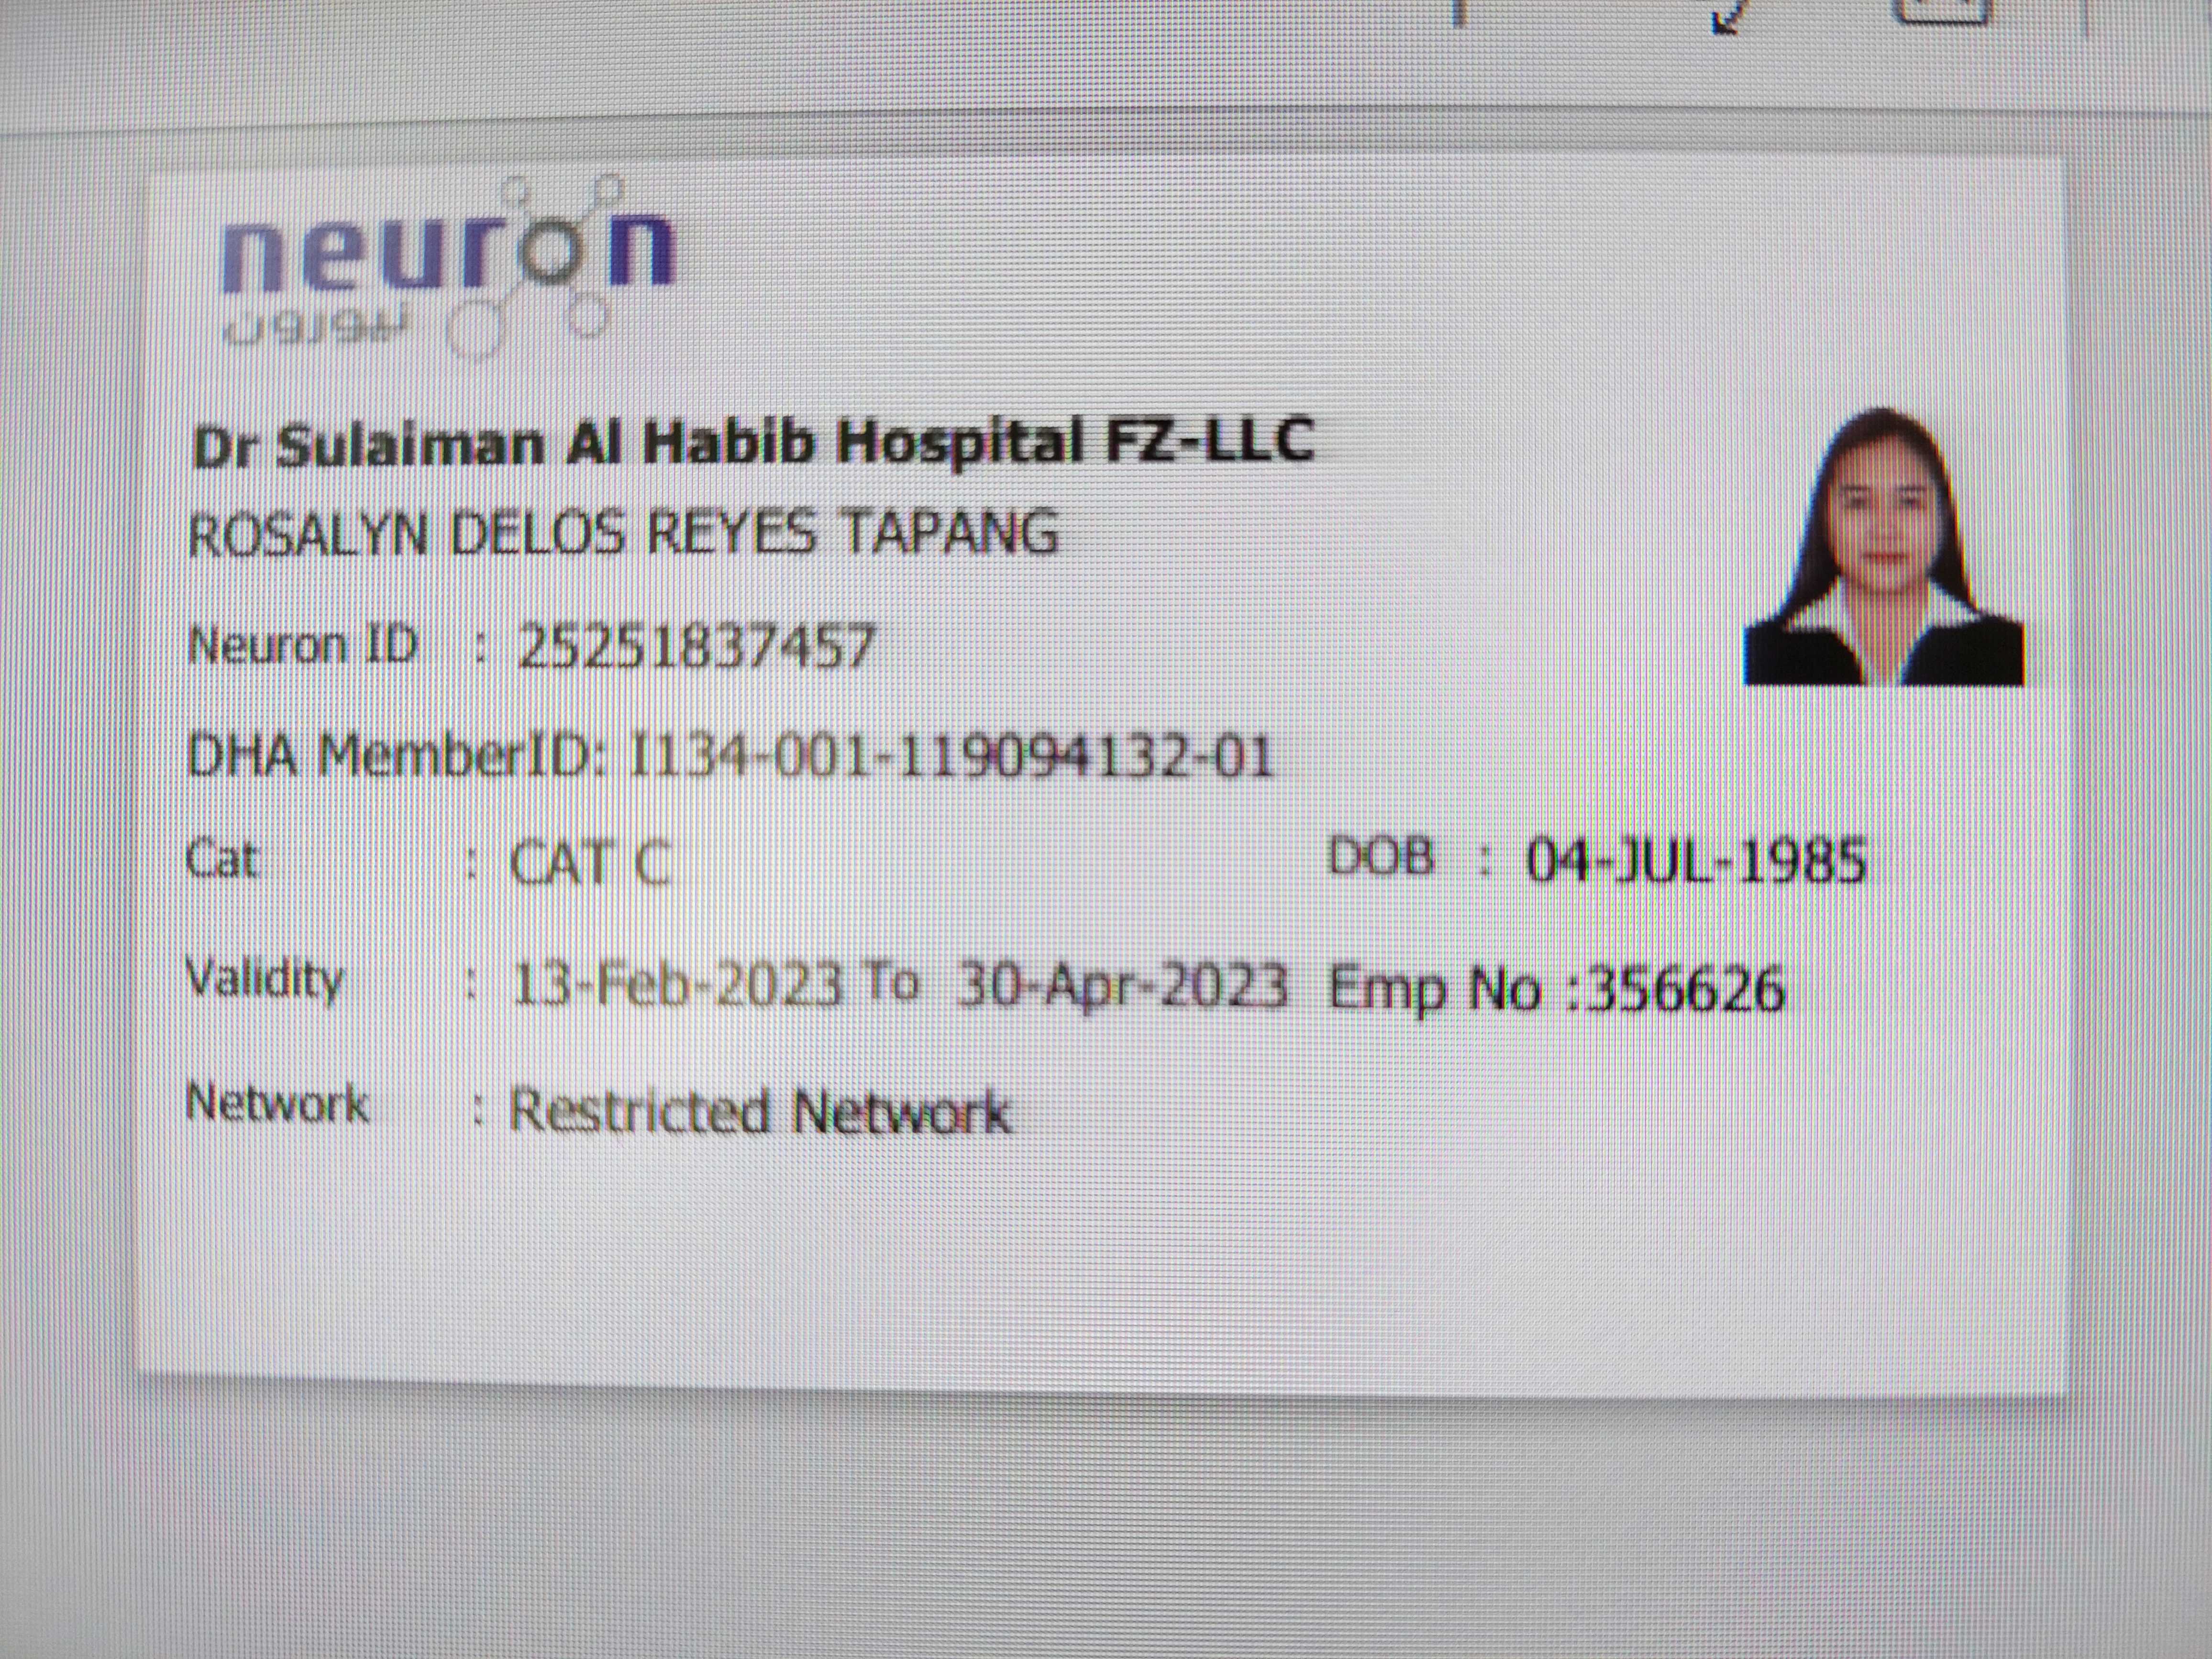 neuron
نيورون
Dr Sulaiman Al Habib Hospital FZ-LLC
ROSALYN DELOS REYES TAPANG
Neuron ID : 25251837457
DHA MemberID: I134-001-119094132-01
Cat : CAT C DOB : 04-JUL-1985
Validity : 13-Feb-2023 To 30-Apr-2023 Emp No :356626
Network : Restricted Network